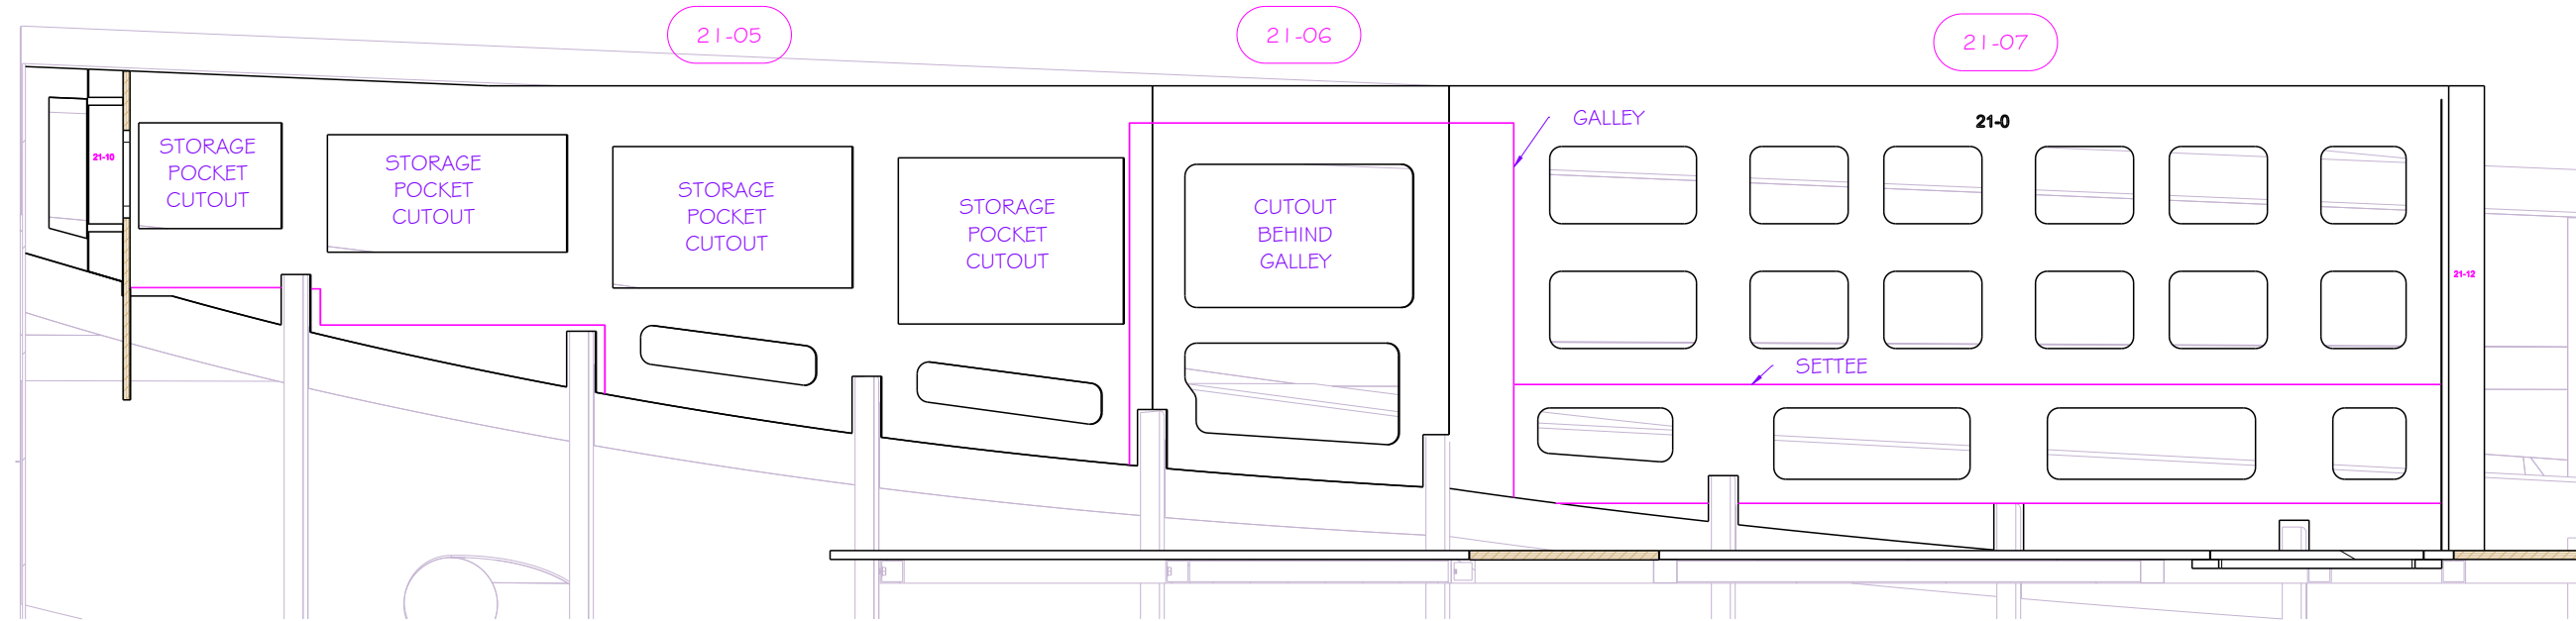 21-05
21-06
21-07
GALLEY
21-0
STORAGE
POCKET
CUTOUT
STORAGE
POCKET
CUTOUT
STORAGE
POCKET
CUTOUT
STORAGE
POCKET
CUTOUT
CUTOUT
BEHIND
GALLEY
21-10
21-12
SETTEE